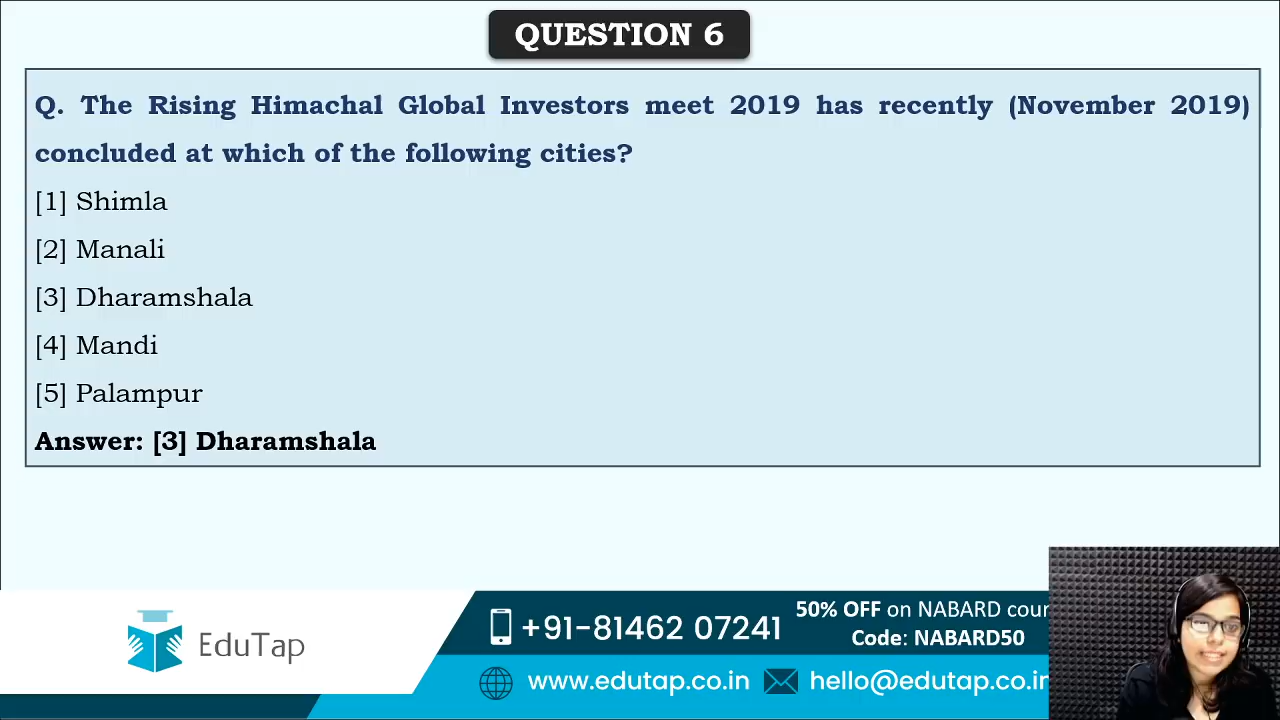 QUESTION 6
Q. The Rising Himachal Global Investors meet 2019 has recently (November 2019)
concluded at which of the following cities?
[1] Shimla
[2] Manali
[3] Dharamshala
[4] Mandi
[5] Palampur
Answer: [3] Dharamshala
EduTap
+91-81462 07241
50% OFF on NABARD cour
Code: NABARD50
www.edutap.co.in
hello@edutap.co.in